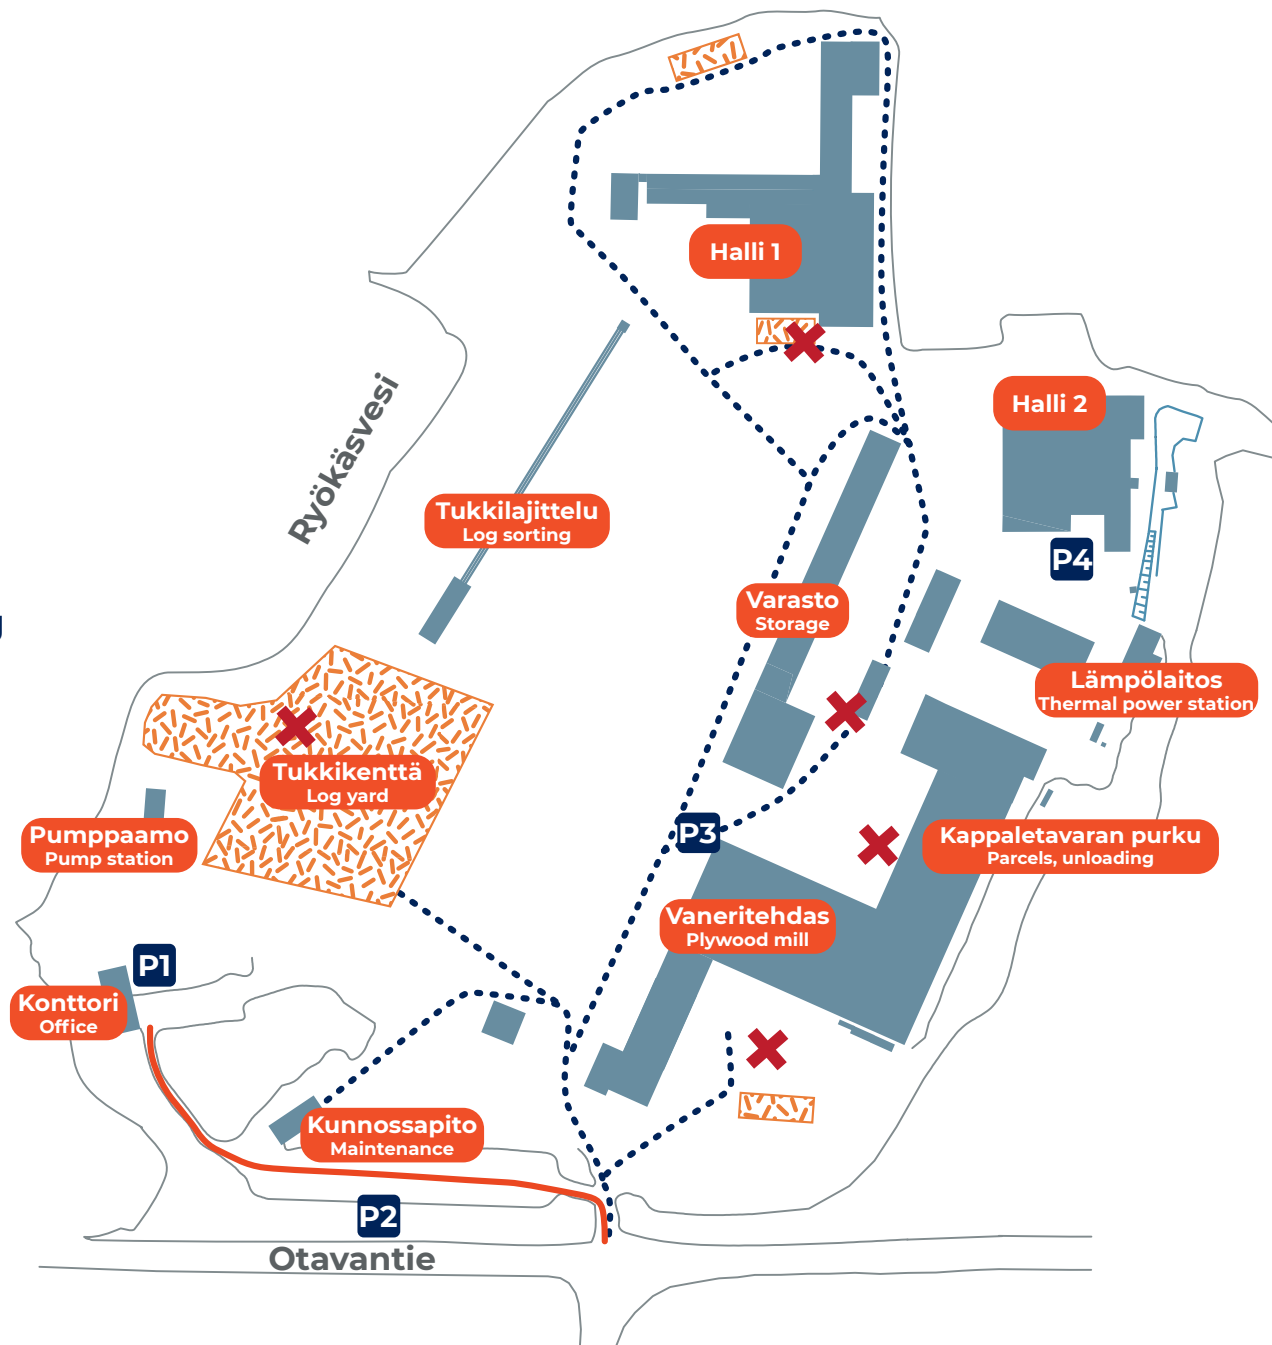 Halli 1
Halli 2
Ryökäsvesi
Tukkilajittelu
Log sorting
P4
Varasto
Storage
Lämpölaitos
Thermal power station
Tukkikenttä
Log yard
Pumppaamo
Pump station
P3
Kappaletavaran purku
Parcels, unloading
Vaneritehdas
Plywood mill
P1
Konttori
Office
Kunnossapito
Maintenance
P2
Otavantie